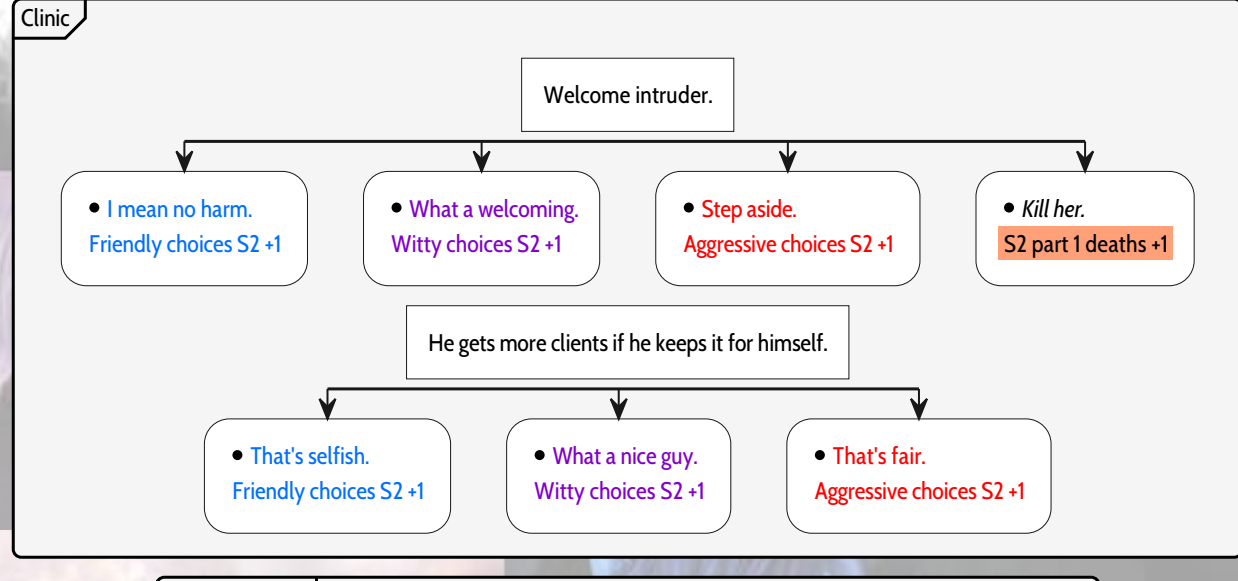 Clinic
Welcome intruder.
• I mean no harm.
Friendly choices S2 +1
• What a welcoming.
Witty choices S2 +1
• Step aside.
Aggressive choices S2 +1
• Kill her.
S2 part 1 deaths +1
He gets more clients if he keeps it for himself.
• That's selfish.
Friendly choices S2 +1
• What a nice guy.
Witty choices S2 +1
• That's fair.
Aggressive choices S2 +1